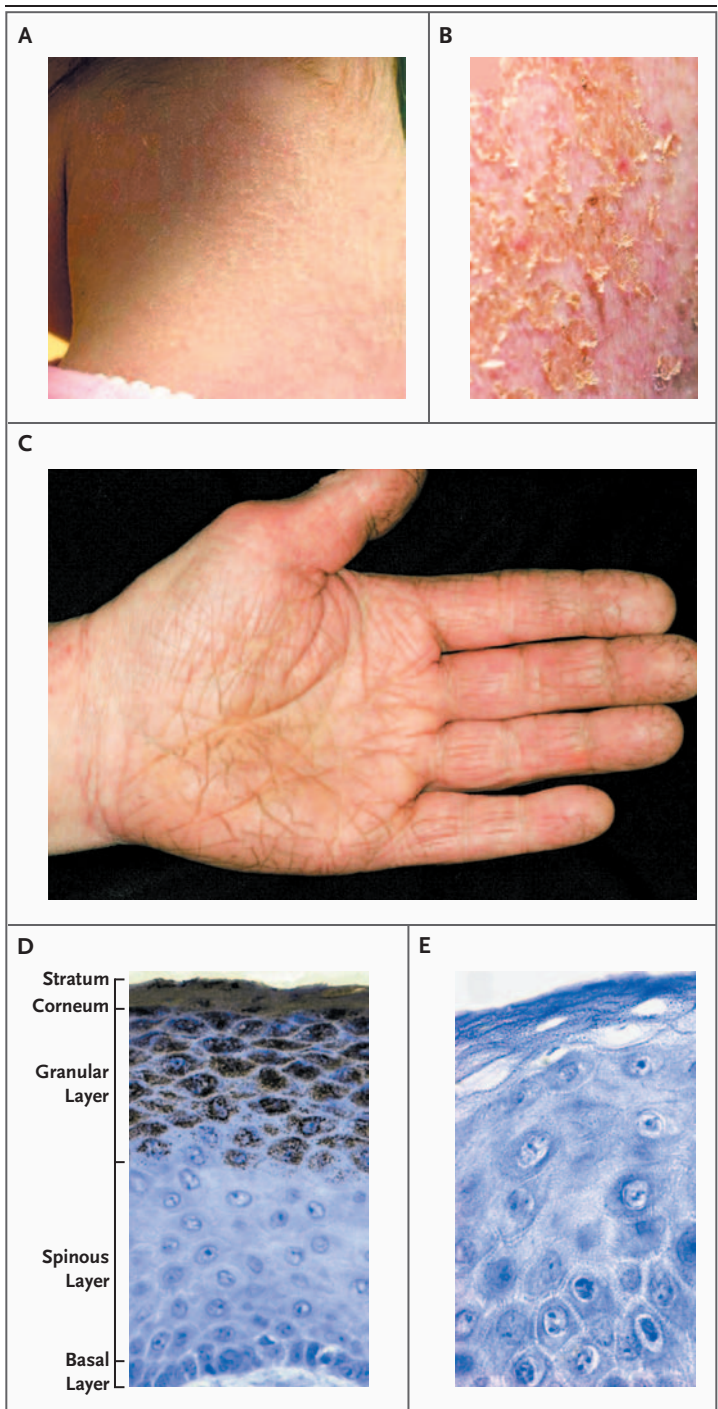 A
B
C
D
E
Stratum
Corneum
Granular
Layer
Spinous
Layer
Basal
Layer